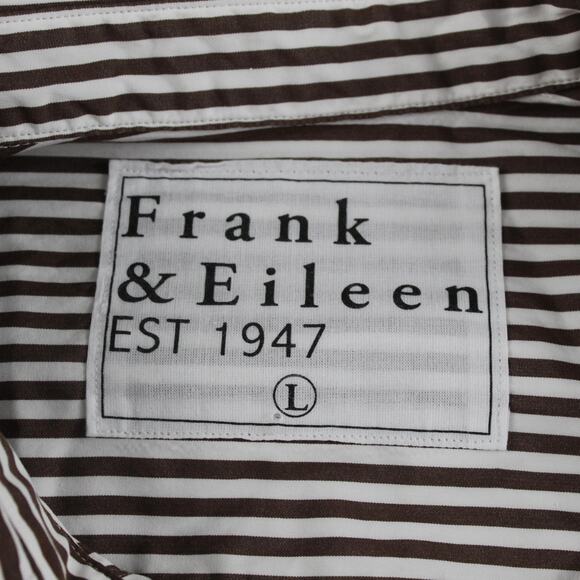 Frank
& Eileen
EST 1947
L